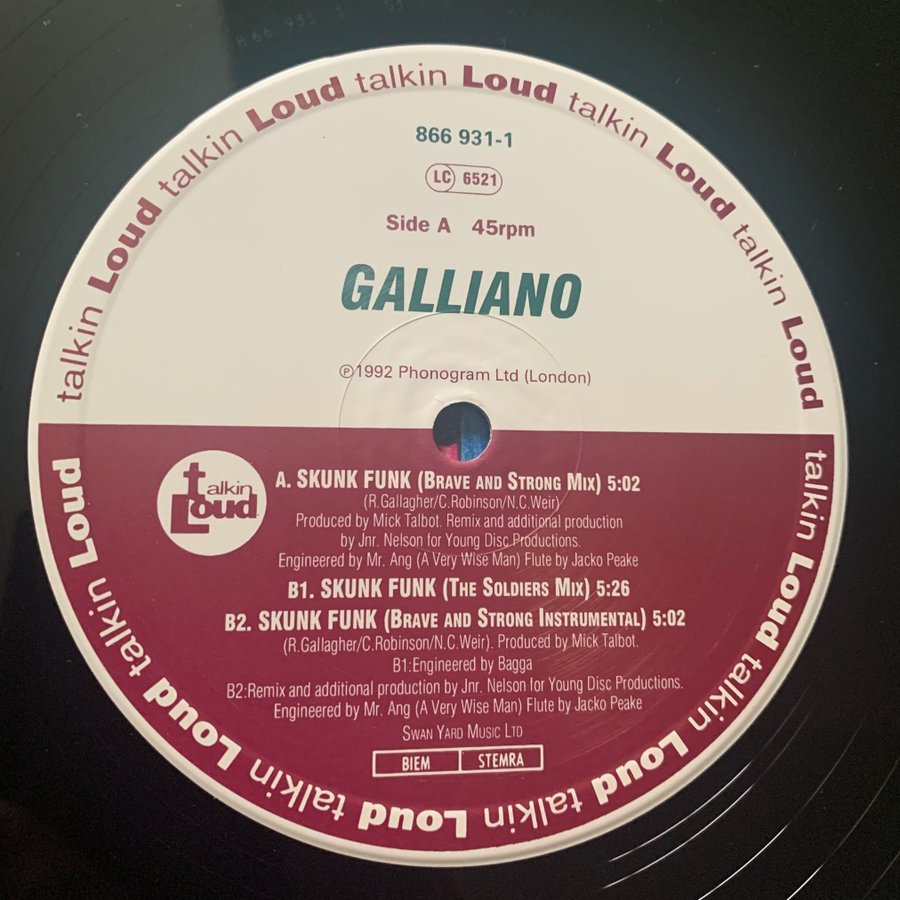 talkin Loud talkin Loud talkin Loud talkin Loud talkin Loud talkin Loud talkin Loud talkin Loud talkin Loud talkin Loud
866 931-1
LC 6521
Side A 45rpm
GALLIANO
℗1992 Phonogram Ltd (London)
talkin Loud
A. SKUNK FUNK (BRAVE AND STRONG MIX) 5:02
(R.Gallagher/C.Robinson/N.C.Weir)
Produced by Mick Talbot. Remix and additional production
by Jnr. Nelson for Young Disc Productions.
Engineered by Mr. Ang (A Very Wise Man) Flute by Jacko Peake
B1. SKUNK FUNK (THE SOLDIERS MIX) 5:26
B2. SKUNK FUNK (BRAVE AND STRONG INSTRUMENTAL) 5:02
(R.Gallagher/C.Robinson/N.C.Weir). Produced by Mick Talbot.
B1:Engineered by Bagga
B2:Remix and additional production by Jnr. Nelson for Young Disc Productions.
Engineered by Mr. Ang (A Very Wise Man) Flute by Jacko Peake
SWAN YARD MUSIC LTD
BIEM STEMRA